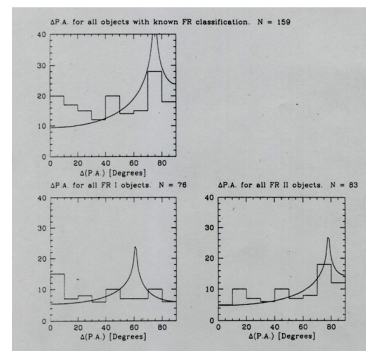 ΔP.A. for all objects with known FR classification. N = 159
40
30
20
10
0
0 20 40 60 80
Δ(P.A.) [Degrees]
ΔP.A. for all FR I objects. N = 76
40
30
20
10
0
0 20 40 60 80
Δ(P.A.) [Degrees]
ΔP.A. for all FR II objects. N = 83
40
30
20
10
0
0 20 40 60 80
Δ(P.A.) [Degrees]